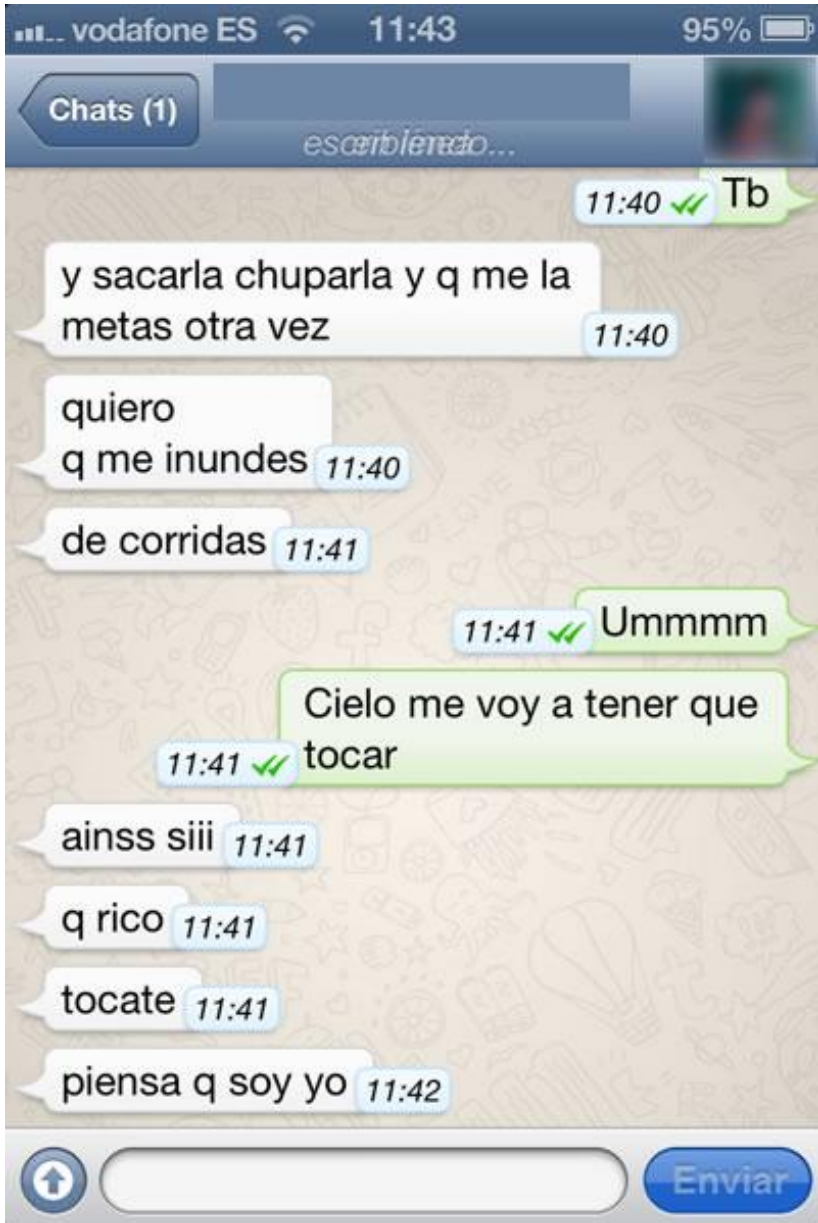 vodafone ES 11:43 95%
Chats (1)
11:40 Tb
y sacarla chuparla y q me la
metas otra vez 11:40
quiero
q me inundes 11:40
de corridas 11:41
11:41 Ummmm
Cielo me voy a tener que
11:41 tocar
ainss siii 11:41
q rico 11:41
tocate 11:41
piensa q soy yo 11:42
Enviar